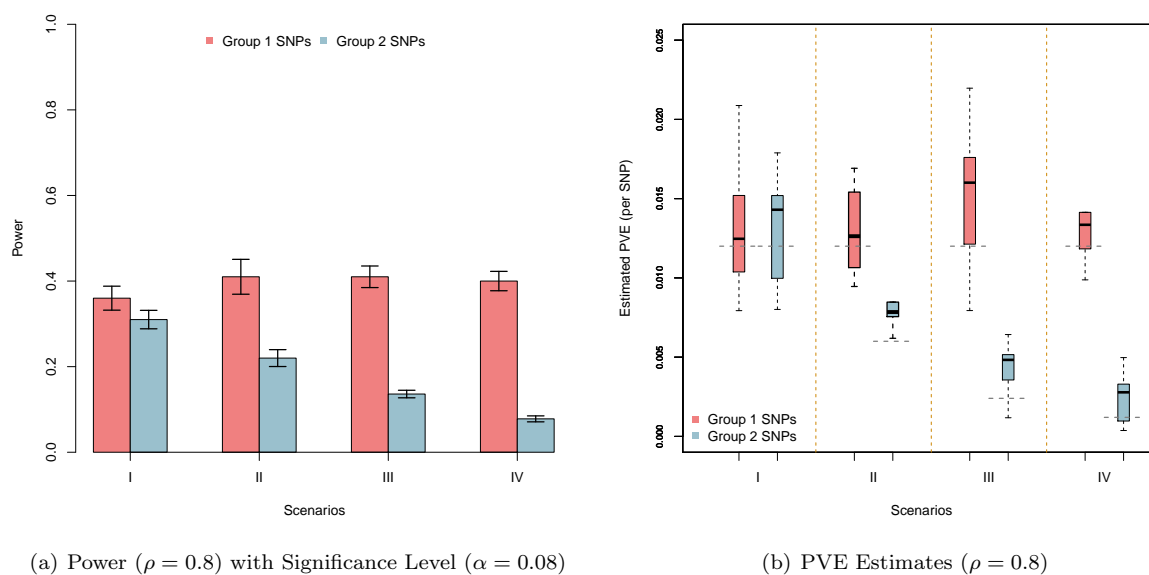 1.0
0.8
0.6
0.4
0.2
0.0
Power
Group 1 SNPs
Group 2 SNPs
I
II
III
IV
Scenarios
(a) Power (ρ = 0.8) with Significance Level (α = 0.08)
0.025
0.020
0.015
0.010
0.005
0.000
Estimated PVE (per SNP)
Group 1 SNPs
Group 2 SNPs
I
II
III
IV
Scenarios
(b) PVE Estimates (ρ = 0.8)